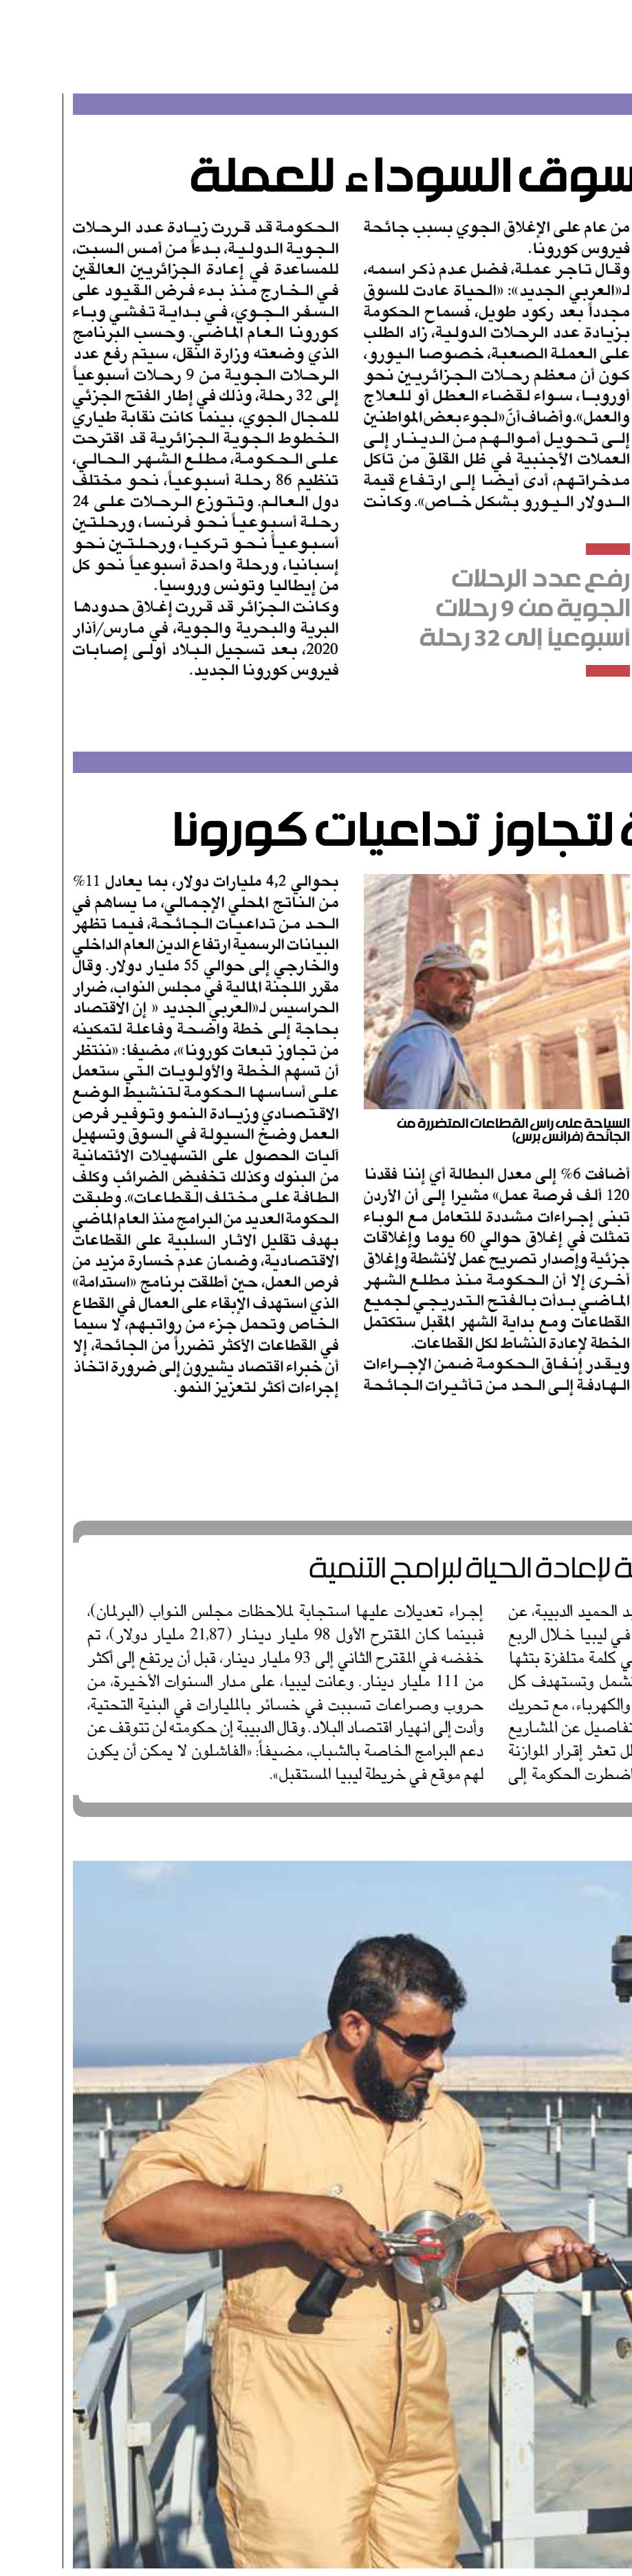 سوق السوداء للعملة
من عام على الإغلاق الجوي بسبب جائحة
فيروس كورونا.
وقال تاجر عملة، فضل عدم ذكر اسمه،
لـ«العربي الجديد»: «الحياة عادت للسوق
مجدداً بعد ركود طويل، فسماح الحكومة
بزيادة عدد الرحلات الدولية، زاد الطلب
على العملة الصعبة، خصوصا اليورو،
كون أن معظم رحلات الجزائريين نحو
أوروبا، سواء لقضاء العطل أو للعلاج
والعمل». وأضاف أنّ «لجوء بعض المواطنين
إلى تحويل أموالهم من الدينار إلى
العملات الأجنبية في ظل القلق من تآكل
مدخراتهم، أدى أيضا إلى ارتفاع قيمة
الدولار اليورو بشكل خاص». وكانت
رفع عدد الرحلات
الجوية من 9 رحلات
أسبوعياً إلى 32 رحلة
الحكومة قد قررت زيادة عدد الرحلات
الجوية الدولية، بدءاً من أمس السبت،
للمساعدة في إعادة الجزائريين العالقين
في الخارج منذ بدء فرض القيود على
السفر الجوي، في بداية تفشي وباء
كورونا العام الماضي. وحسب البرنامج
الذي وضعته وزارة النقل، سيتم رفع عدد
الرحلات الجوية من 9 رحلات أسبوعياً
إلى 32 رحلة، وذلك في إطار الفتح الجزئي
للمجال الجوي، بينما كانت نقابة طياري
الخطوط الجوية الجزائرية قد اقترحت
على الحكومة، مطلع الشهر الحالي،
تنظيم 86 رحلة أسبوعياً، نحو مختلف
دول العالم. وتتوزع الرحلات على 24
رحلة أسبوعياً نحو فرنسا، ورحلتين
أسبوعياً نحو تركيا، ورحلتين نحو
إسبانيا، ورحلة واحدة أسبوعياً نحو كل
من إيطاليا وتونس وروسيا.
وكانت الجزائر قد قررت إغلاق حدودها
البرية والبحرية والجوية، في مارس/آذار
2020، بعد تسجيل البلاد أولى إصابات
فيروس كورونا الجديد.
لتجاوز تداعيات كورونا
السياحة على رأس القطاعات المتضررة من
الجائحة (فرانس برس)
أضافت 6% إلى معدل البطالة أي إننا فقدنا
120 ألف فرصة عمل» مشيرا إلى أن الأردن
تبنى إجراءات مشددة للتعامل مع الوباء
تمثلت في إغلاق حوالي 60 يوما وإغلاقات
جزئية وإصدار تصريح عمل لأنشطة وإغلاق
أخرى إلا أن الحكومة منذ مطلع الشهر
الماضي بدأت بالفتح التدريجي لجميع
القطاعات ومع بداية الشهر المقبل ستكتمل
الخطة لإعادة النشاط لكل القطاعات.
ويقدر إنفاق الحكومة ضمن الإجراءات
الهادفة إلى الحد من تأثيرات الجائحة
بحوالي 4,2 مليارات دولار، بما يعادل 11%
من الناتج المحلي الإجمالي، ما يساهم في
الحد من تداعيات الجائحة، فيما تظهر
البيانات الرسمية ارتفاع الدين العام الداخلي
والخارجي إلى حوالي 55 مليار دولار. وقال
مقرر اللجنة المالية في مجلس النواب، ضرار
الحراسيس لـ«العربي الجديد « إن الاقتصاد
بحاجة إلى خطة واضحة وفاعلة لتمكينه
من تجاوز تبعات كورونا»، مضيفا: «ننتظر
أن تسهم الخطة والأولويات التي ستعمل
على أساسها الحكومة لتنشيط الوضع
الاقتصادي وزيادة النمو وتوفير فرص
العمل وضخ السيولة في السوق وتسهيل
آليات الحصول على التسهيلات الائتمانية
من البنوك وكذلك تخفيض الضرائب وكلف
الطاقة على مختلف القطاعات». وطبقت
الحكومة العديد من البرامج منذ العام الماضي
بهدف تقليل الاثار السلبية على القطاعات
الاقتصادية، وضمان عدم خسارة مزيد من
فرص العمل، حين أطلقت برنامج «استدامة»
الذي استهدف الإبقاء على العمال في القطاع
الخاص وتحمل جزء من رواتبهم، لا سيما
في القطاعات الأكثر تضرراً من الجائحة، إلا
أن خبراء اقتصاد يشيرون إلى ضرورة اتخاذ
إجراءات أكثر لتعزيز النمو.
لإعادة الحياة لبرامج التنمية
الحميد الدبيبة، عن
في ليبيا خلال الربع
كلمة متلفزة بتثها
تشمل وتستهدف كل
والكهرباء، مع تحريك
تفاصيل عن المشاريع
تعثر إقرار الموازنة
اضطرت الحكومة إلى
إجراء تعديلات عليها استجابة لملاحظات مجلس النواب (البرلمان)،
فبينما كان المقترح الأول 98 مليار دينار (21,87 مليار دولار)، تم
خفضه في المقترح الثاني إلى 93 مليار دينار، قبل أن يرتفع إلى أكثر
من 111 مليار دينار. وعانت ليبيا، على مدار السنوات الأخيرة، من
حروب وصراعات تسببت في خسائر بالمليارات في البنية التحتية،
وأدت إلى انهيار اقتصاد البلاد. وقال الدبيبة إن حكومته لن تتوقف عن
دعم البرامج الخاصة بالشباب، مضيفاً: «الفاشلون لا يمكن أن يكون
لهم موقع في خريطة ليبيا المستقبل».